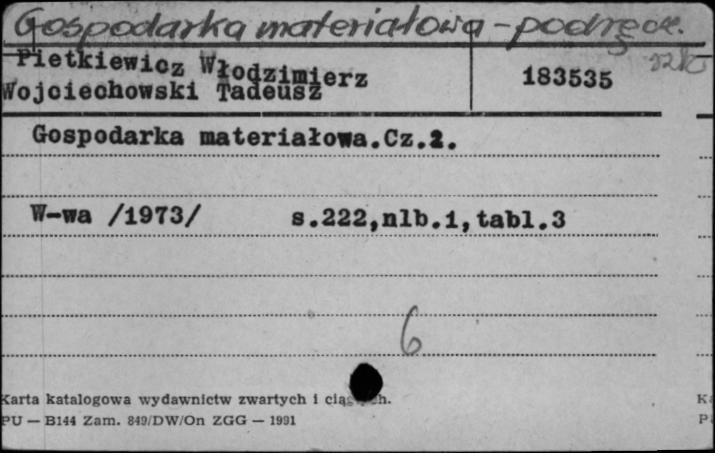 Gospodarka materiałowa - podręcz.
Pietkiewicz Włodzimierz
183535
Wojciechowski Tadeusz
Gospodarka materiałowa.Cz.2.
W-wa /1973/ s.222,nlb.1,tabl.3
6
Karta katalogowa wydawnictw zwartych i
PU — B144 Zam. 849/DW/On ZGG — 1991